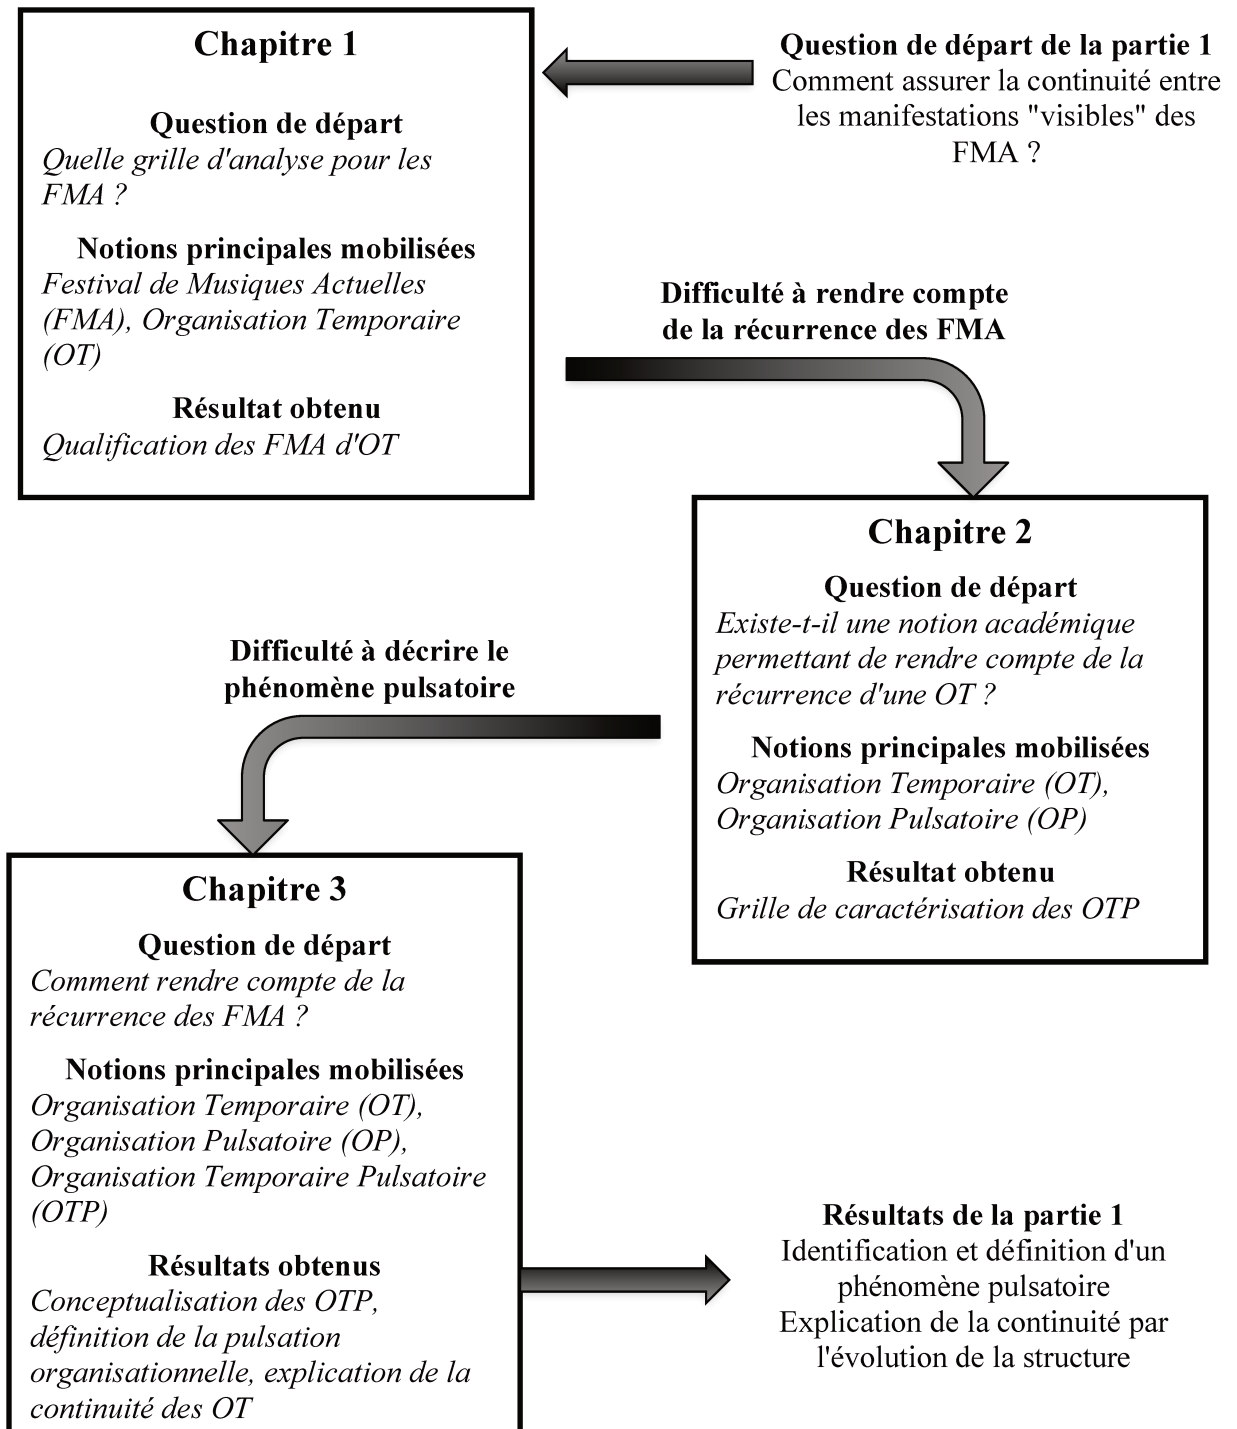 Chapitre 1
Question de départ
Quelle grille d'analyse pour les
FMA ?
Notions principales mobilisées
Festival de Musiques Actuelles
(FMA), Organisation Temporaire
(OT)
Résultat obtenu
Qualification des FMA d'OT
Question de départ de la partie 1
Comment assurer la continuité entre
les manifestations "visibles" des
FMA ?
Difficulté à rendre compte
de la récurrence des FMA
Chapitre 2
Question de départ
Existe-t-il une notion académique
permettant de rendre compte de la
récurrence d'une OT ?
Notions principales mobilisées
Organisation Temporaire (OT),
Organisation Pulsatoire (OP)
Résultat obtenu
Grille de caractérisation des OTP
Difficulté à décrire le
phénomène pulsatoire
Chapitre 3
Question de départ
Comment rendre compte de la
récurrence des FMA ?
Notions principales mobilisées
Organisation Temporaire (OT),
Organisation Pulsatoire (OP),
Organisation Temporaire Pulsatoire
(OTP)
Résultats obtenus
Conceptualisation des OTP,
définition de la pulsation
organisationnelle, explication de la
continuité des OT
Résultats de la partie 1
Identification et définition d'un
phénomène pulsatoire
Explication de la continuité par
l'évolution de la structure